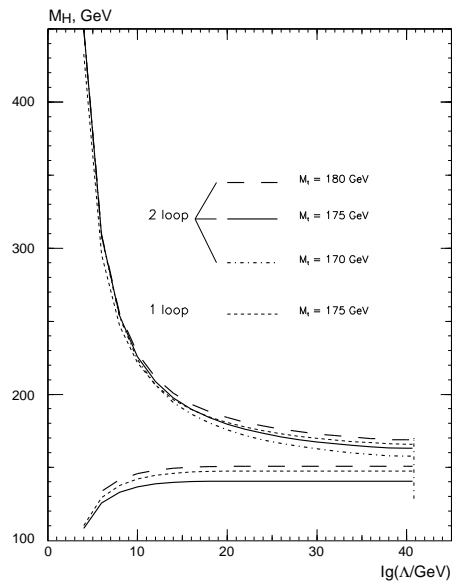 M_H, GeV
400
M_t = 180 GeV
2 loop
M_t = 175 GeV
300
M_t = 170 GeV
1 loop
M_t = 175 GeV
200
100
0 10 20 30 40
lg(Λ/GeV)